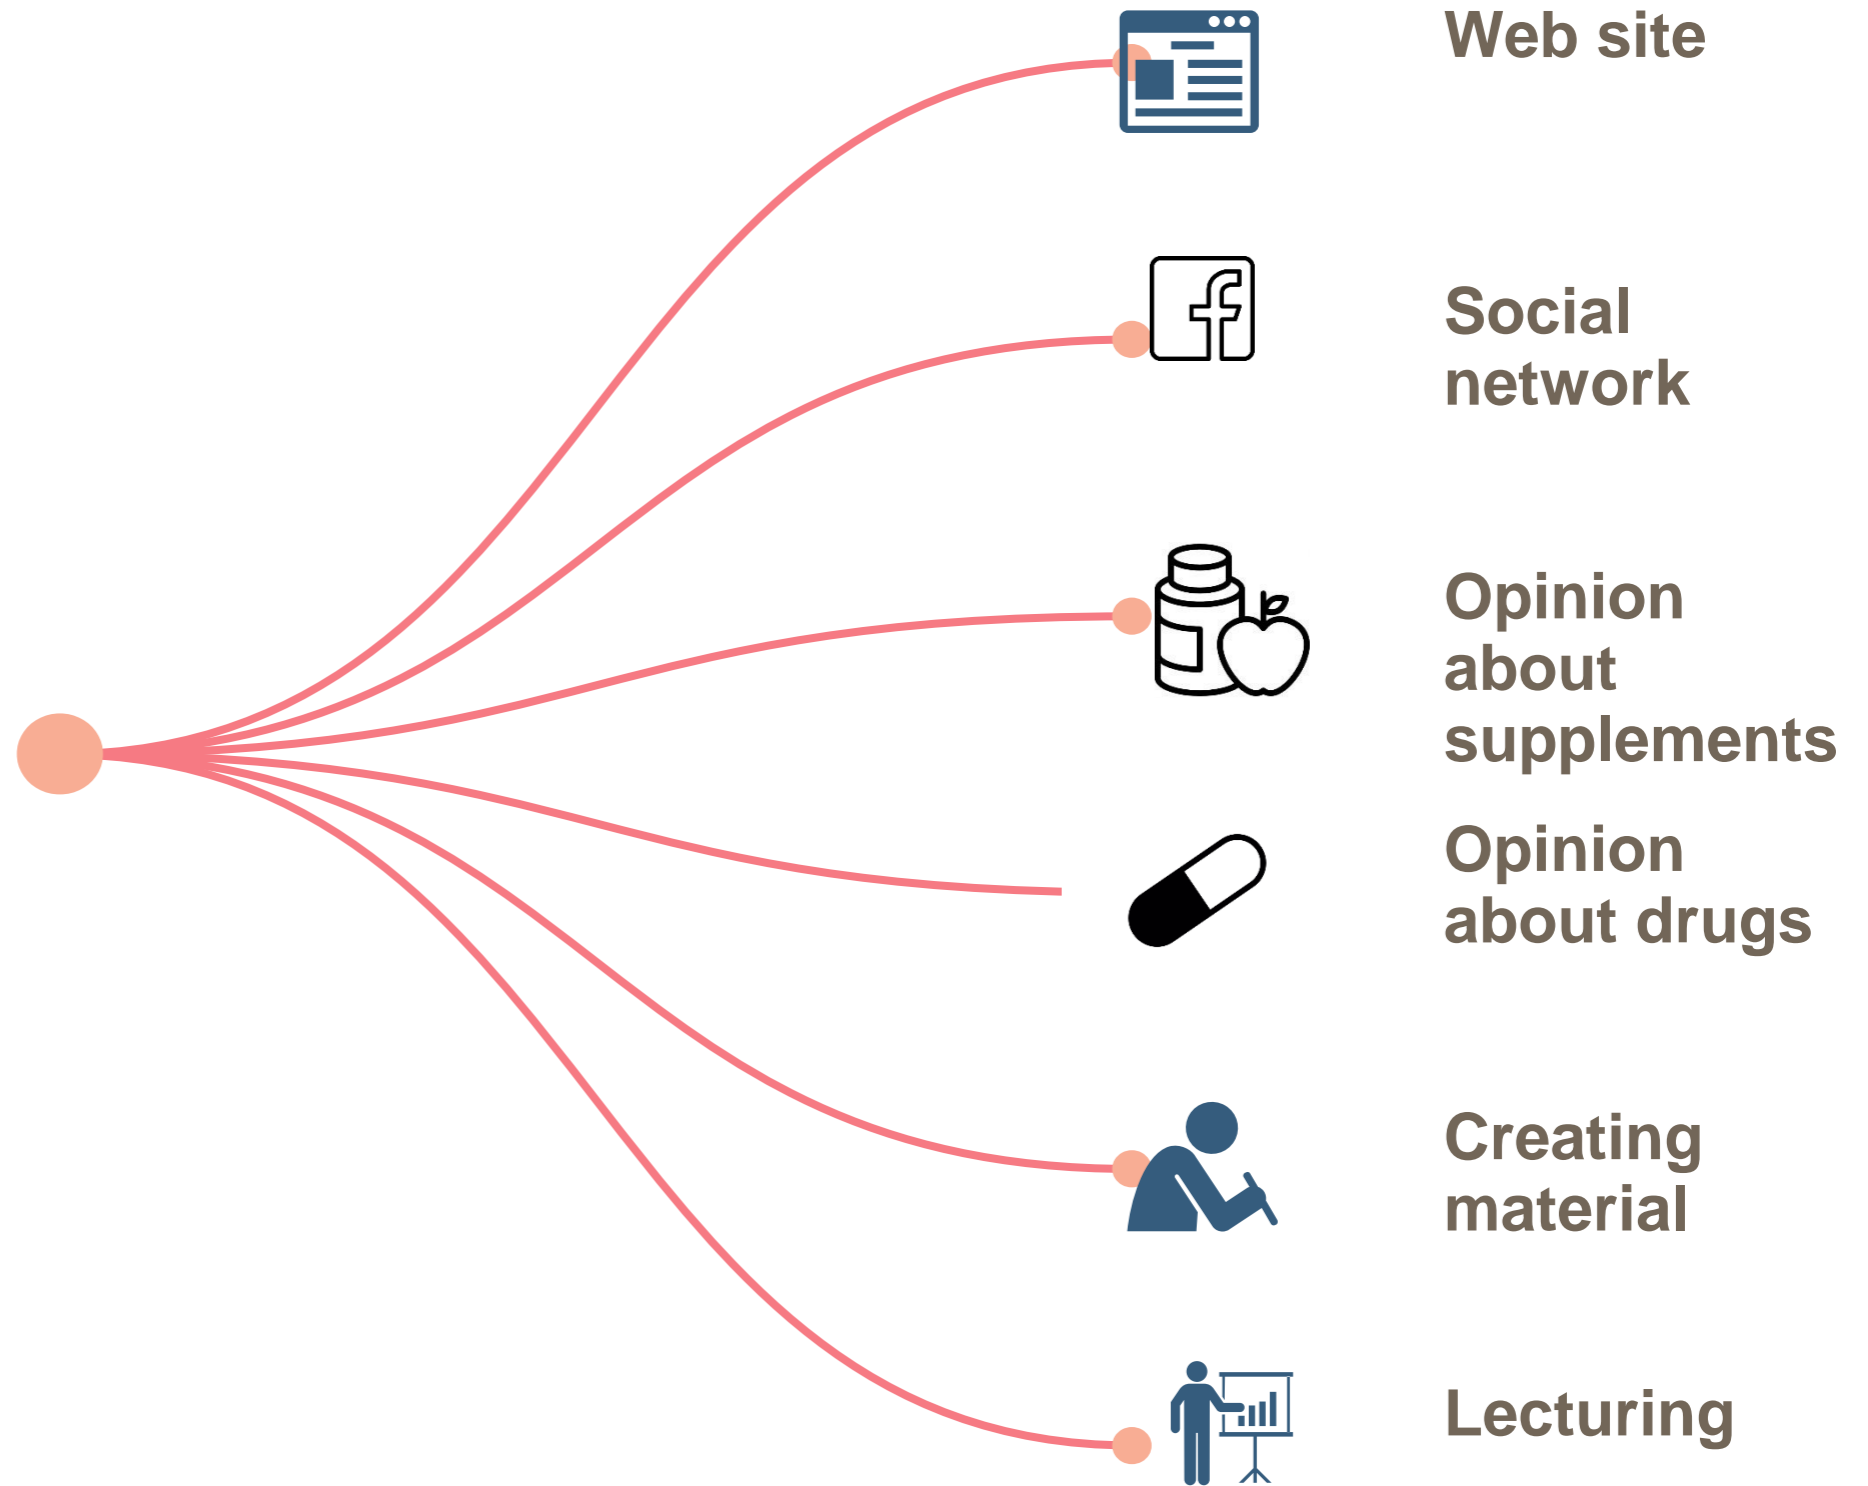 Web site
Social
network
Opinion
about
supplements
Opinion
about drugs
Creating
material
Lecturing